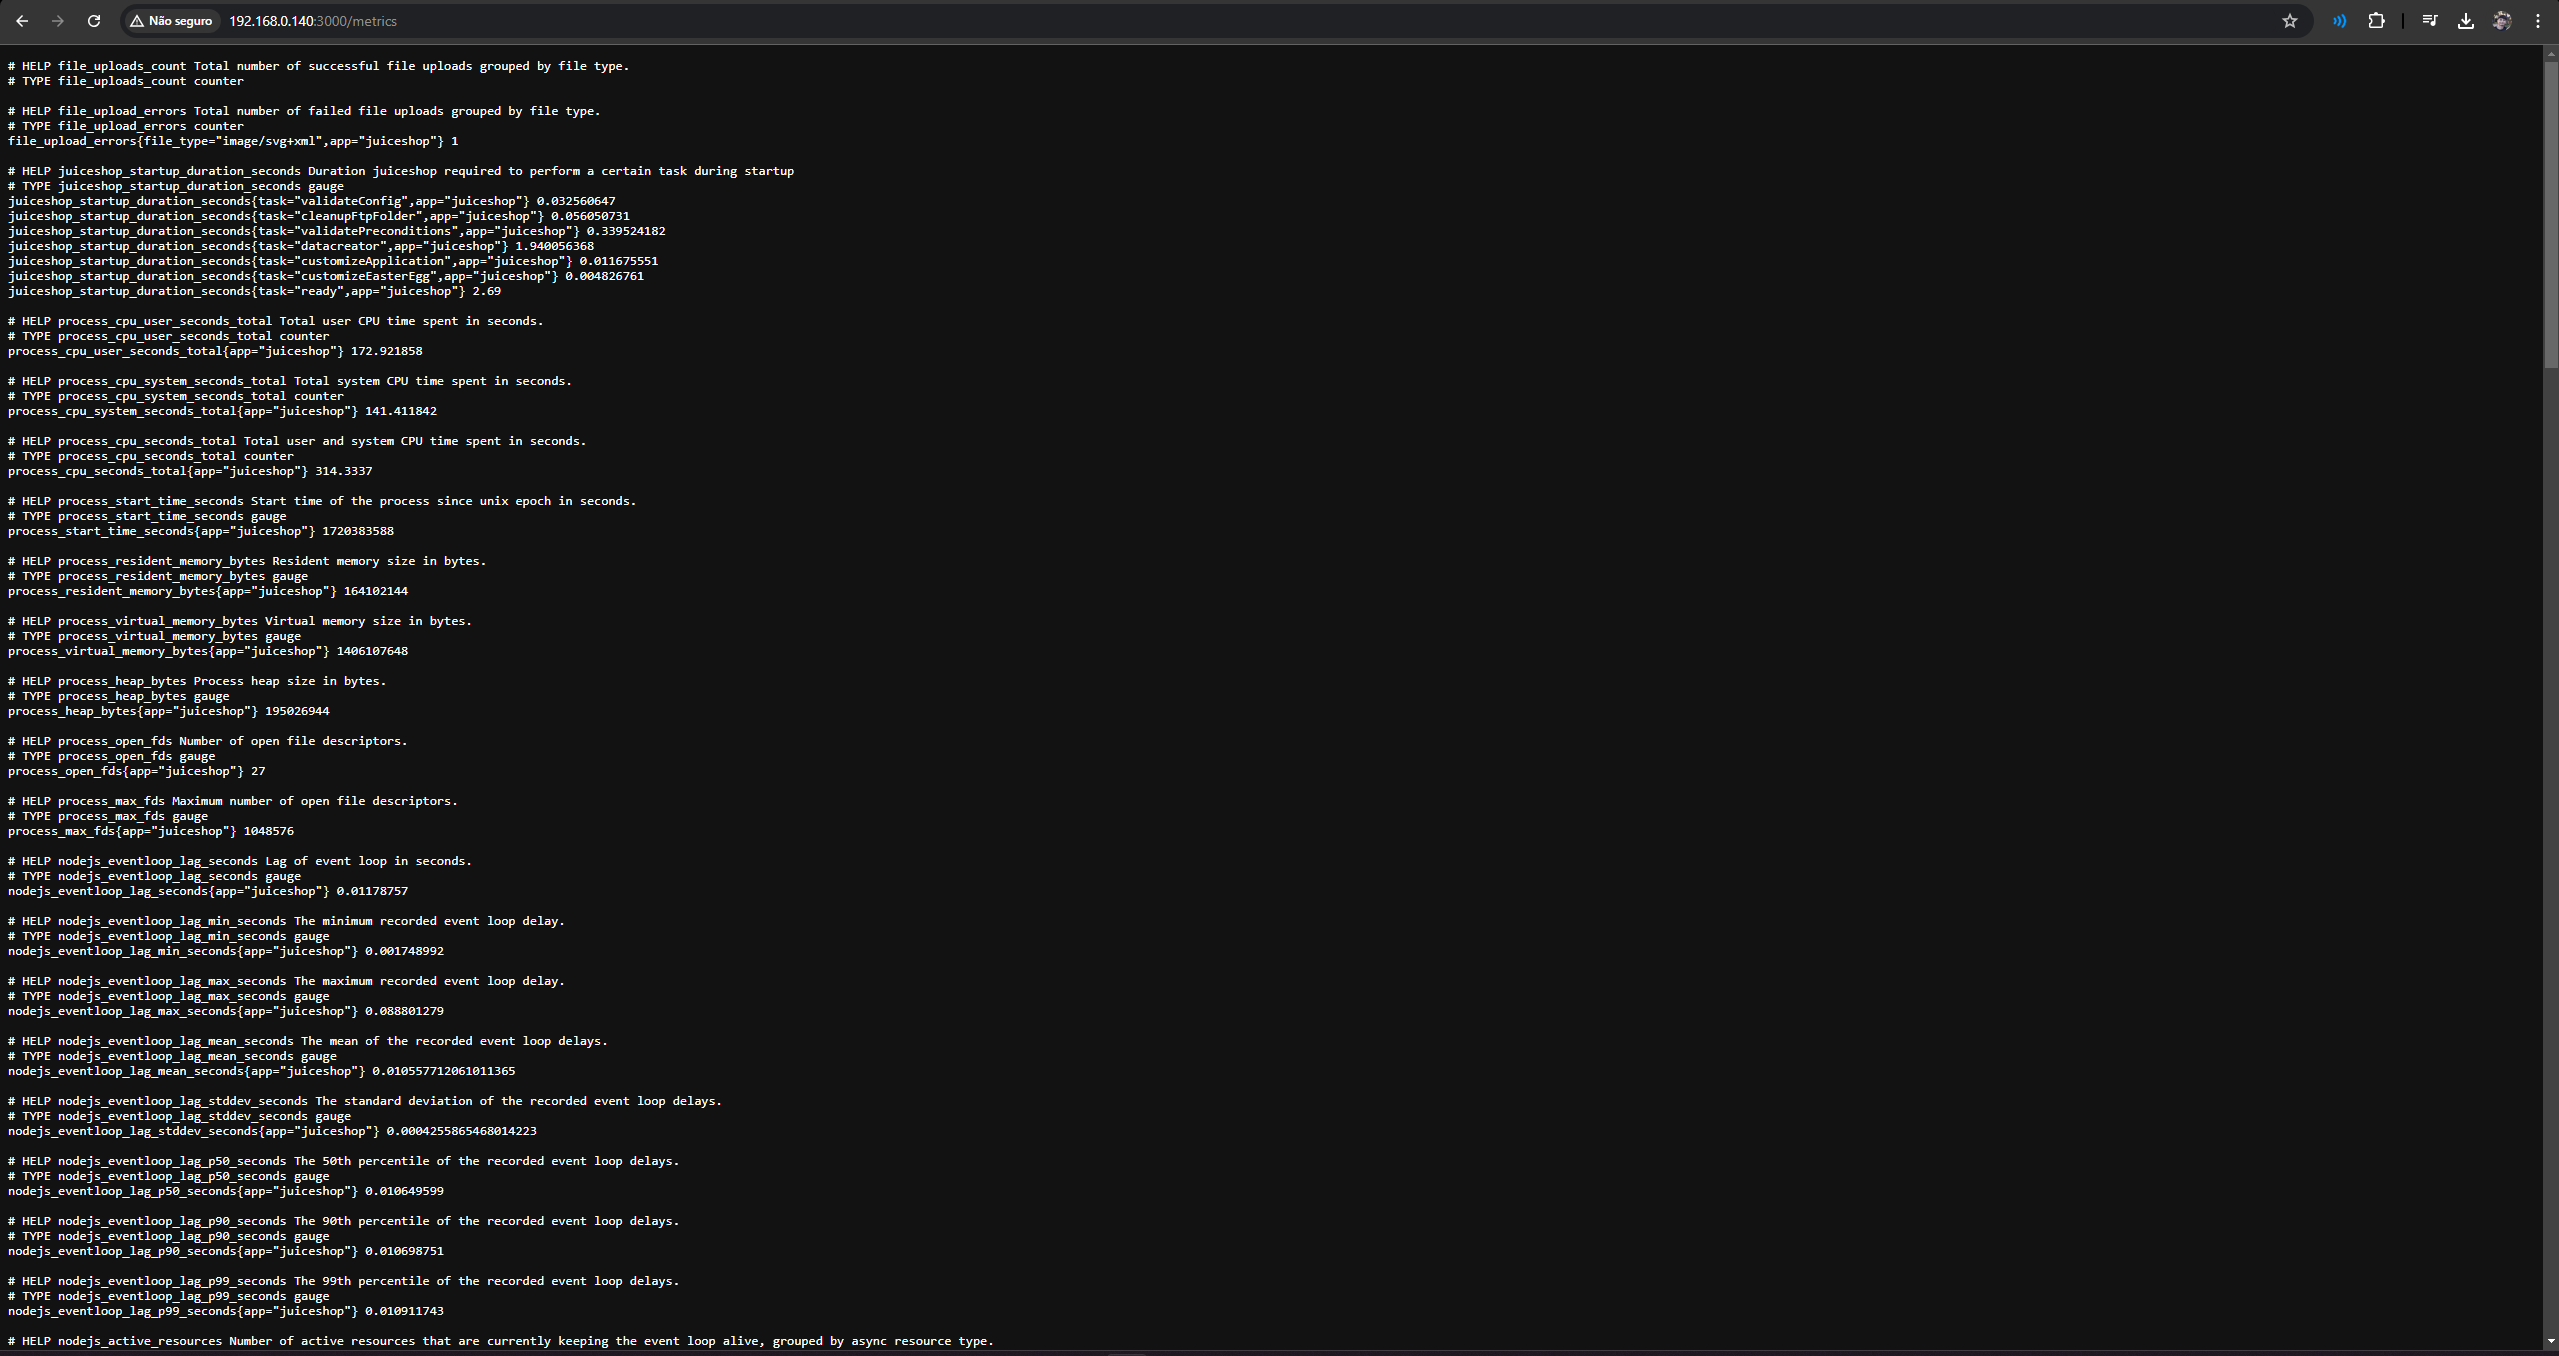 Não seguro 192.168.0.140:3000/metrics
# HELP file_uploads_count Total number of successful file uploads grouped by file type.
# TYPE file_uploads_count counter
# HELP file_upload_errors Total number of failed file uploads grouped by file type.
# TYPE file_upload_errors counter
file_upload_errors{file_type="image/svg+xml",app="juiceshop"} 1
# HELP juiceshop_startup_duration_seconds Duration juiceshop required to perform a certain task during startup
# TYPE juiceshop_startup_duration_seconds gauge
juiceshop_startup_duration_seconds{task="validateConfig",app="juiceshop"} 0.032560647
juiceshop_startup_duration_seconds{task="cleanupFtpFolder",app="juiceshop"} 0.056050731
juiceshop_startup_duration_seconds{task="validatePreconditions",app="juiceshop"} 0.339524182
juiceshop_startup_duration_seconds{task="datacreator",app="juiceshop"} 1.940056368
juiceshop_startup_duration_seconds{task="customizeApplication",app="juiceshop"} 0.011675551
juiceshop_startup_duration_seconds{task="customizeEasterEgg",app="juiceshop"} 0.004826761
juiceshop_startup_duration_seconds{task="ready",app="juiceshop"} 2.69
# HELP process_cpu_user_seconds_total Total user CPU time spent in seconds.
# TYPE process_cpu_user_seconds_total counter
process_cpu_user_seconds_total{app="juiceshop"} 172.921858
# HELP process_cpu_system_seconds_total Total system CPU time spent in seconds.
# TYPE process_cpu_system_seconds_total counter
process_cpu_system_seconds_total{app="juiceshop"} 141.411842
# HELP process_cpu_seconds_total Total user and system CPU time spent in seconds.
# TYPE process_cpu_seconds_total counter
process_cpu_seconds_total{app="juiceshop"} 314.3337
# HELP process_start_time_seconds Start time of the process since unix epoch in seconds.
# TYPE process_start_time_seconds gauge
process_start_time_seconds{app="juiceshop"} 1720383588
# HELP process_resident_memory_bytes Resident memory size in bytes.
# TYPE process_resident_memory_bytes gauge
process_resident_memory_bytes{app="juiceshop"} 164102144
# HELP process_virtual_memory_bytes Virtual memory size in bytes.
# TYPE process_virtual_memory_bytes gauge
process_virtual_memory_bytes{app="juiceshop"} 1406107648
# HELP process_heap_bytes Process heap size in bytes.
# TYPE process_heap_bytes gauge
process_heap_bytes{app="juiceshop"} 195026944
# HELP process_open_fds Number of open file descriptors.
# TYPE process_open_fds gauge
process_open_fds{app="juiceshop"} 27
# HELP process_max_fds Maximum number of open file descriptors.
# TYPE process_max_fds gauge
process_max_fds{app="juiceshop"} 1048576
# HELP nodejs_eventloop_lag_seconds Lag of event loop in seconds.
# TYPE nodejs_eventloop_lag_seconds gauge
nodejs_eventloop_lag_seconds{app="juiceshop"} 0.01178757
# HELP nodejs_eventloop_lag_min_seconds The minimum recorded event loop delay.
# TYPE nodejs_eventloop_lag_min_seconds gauge
nodejs_eventloop_lag_min_seconds{app="juiceshop"} 0.001748992
# HELP nodejs_eventloop_lag_max_seconds The maximum recorded event loop delay.
# TYPE nodejs_eventloop_lag_max_seconds gauge
nodejs_eventloop_lag_max_seconds{app="juiceshop"} 0.088801279
# HELP nodejs_eventloop_lag_mean_seconds The mean of the recorded event loop delays.
# TYPE nodejs_eventloop_lag_mean_seconds gauge
nodejs_eventloop_lag_mean_seconds{app="juiceshop"} 0.010557712061011365
# HELP nodejs_eventloop_lag_stddev_seconds The standard deviation of the recorded event loop delays.
# TYPE nodejs_eventloop_lag_stddev_seconds gauge
nodejs_eventloop_lag_stddev_seconds{app="juiceshop"} 0.0004255865468014223
# HELP nodejs_eventloop_lag_p50_seconds The 50th percentile of the recorded event loop delays.
# TYPE nodejs_eventloop_lag_p50_seconds gauge
nodejs_eventloop_lag_p50_seconds{app="juiceshop"} 0.010649599
# HELP nodejs_eventloop_lag_p90_seconds The 90th percentile of the recorded event loop delays.
# TYPE nodejs_eventloop_lag_p90_seconds gauge
nodejs_eventloop_lag_p90_seconds{app="juiceshop"} 0.010698751
# HELP nodejs_eventloop_lag_p99_seconds The 99th percentile of the recorded event loop delays.
# TYPE nodejs_eventloop_lag_p99_seconds gauge
nodejs_eventloop_lag_p99_seconds{app="juiceshop"} 0.010911743
# HELP nodejs_active_resources Number of active resources that are currently keeping the event loop alive, grouped by async resource type.